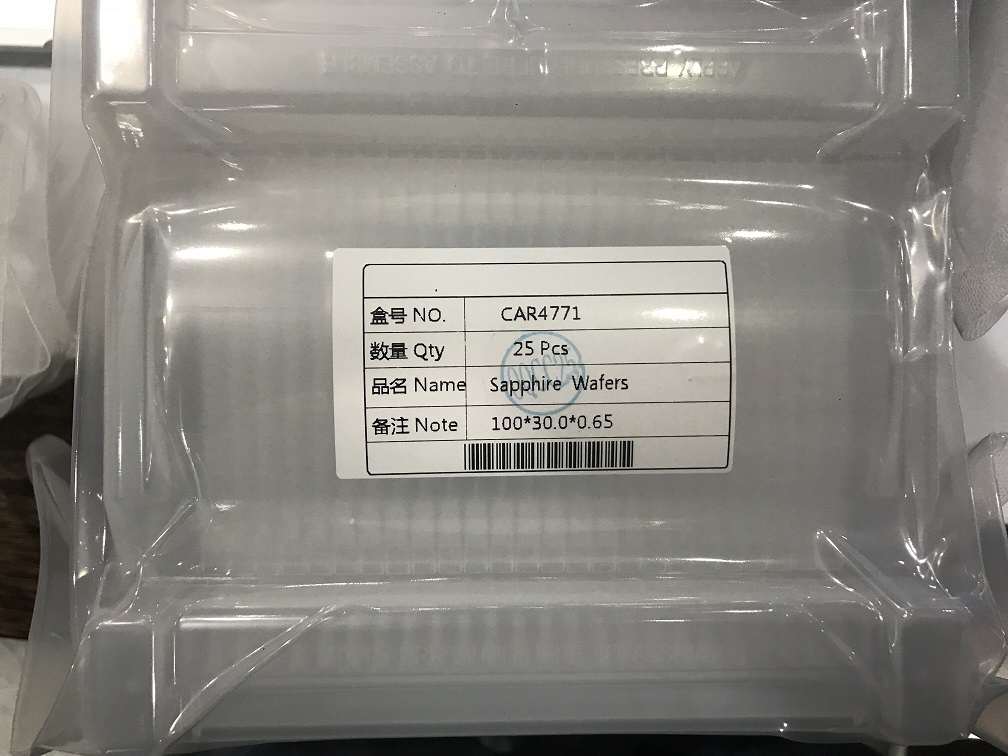 盒号 NO. CAR4771
数量 Qty 25 Pcs
品名 Name Sapphire Wafers
备注 Note 100*30.0*0.65